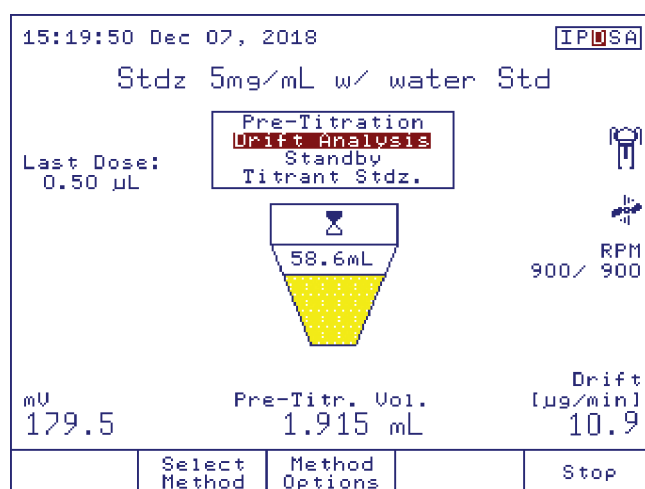 15:19:50 Dec 07, 2018
IPDSA
Stdz 5mg/mL w/ water Std
Pre-Titration
Drift Analysis
Standby
Titrant Stdz.
Last Dose:
0.50 µL
58.6mL
RPM
900/ 900
mV
179.5
Pre-Titr. Vol.
1.915 mL
Drift
[µg/min]
10.9
Select
Method
Method
Options
Stop